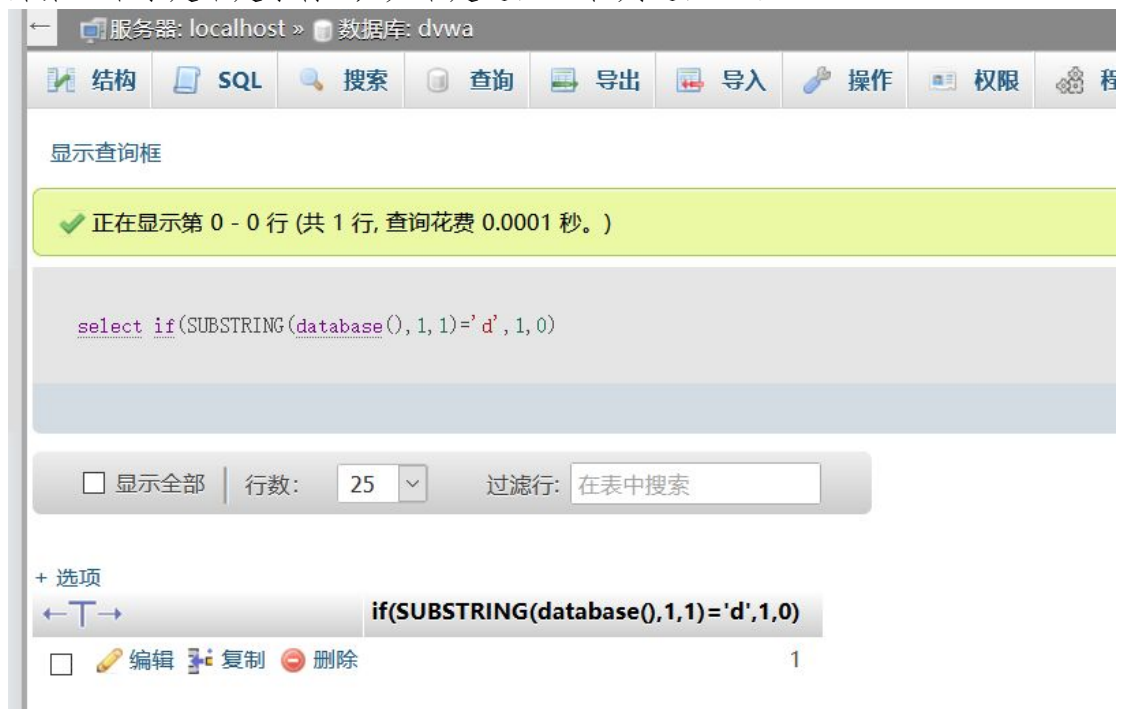 ← 服务器: localhost » 数据库: dvwa
结构 SQL 搜索 查询 导出 导入 操作 权限
显示查询框
正在显示第 0 - 0 行 (共 1 行, 查询花费 0.0001 秒。)
select if(SUBSTRING(database(),1,1)='d',1,0)
显示全部 行数: 25 过滤行: 在表中搜索
+ 选项
←T→ if(SUBSTRING(database(),1,1)='d',1,0)
编辑 复制 删除 1